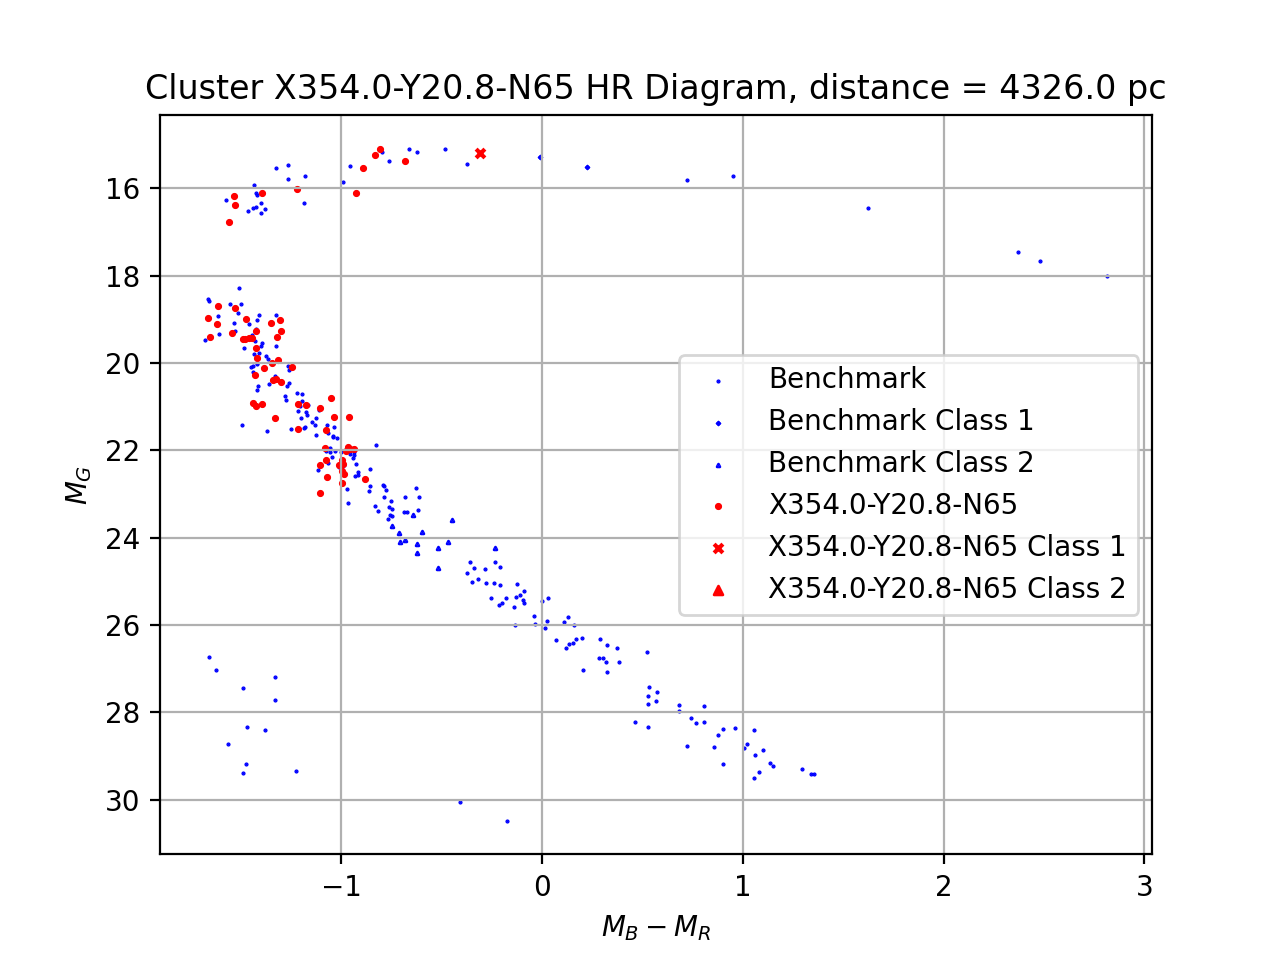 Cluster X354.0-Y20.8-N65 HR Diagram, distance = 4326.0 pc
M_G
16
18
20
22
24
26
28
30
Benchmark
Benchmark Class 1
Benchmark Class 2
X354.0-Y20.8-N65
X354.0-Y20.8-N65 Class 1
X354.0-Y20.8-N65 Class 2
−1 0 1 2 3
M_B − M_R